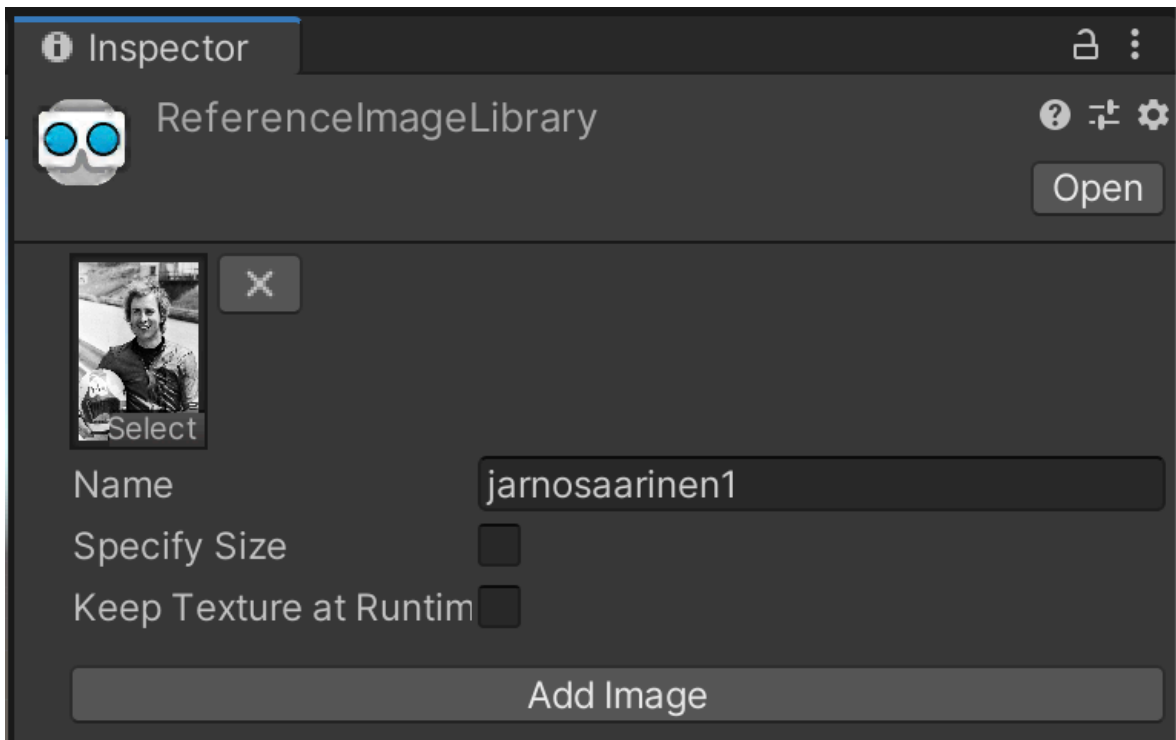 Inspector
ReferenceImageLibrary
Open
Select
Name jarnosaarinen1
Specify Size
Keep Texture at Runtim
Add Image